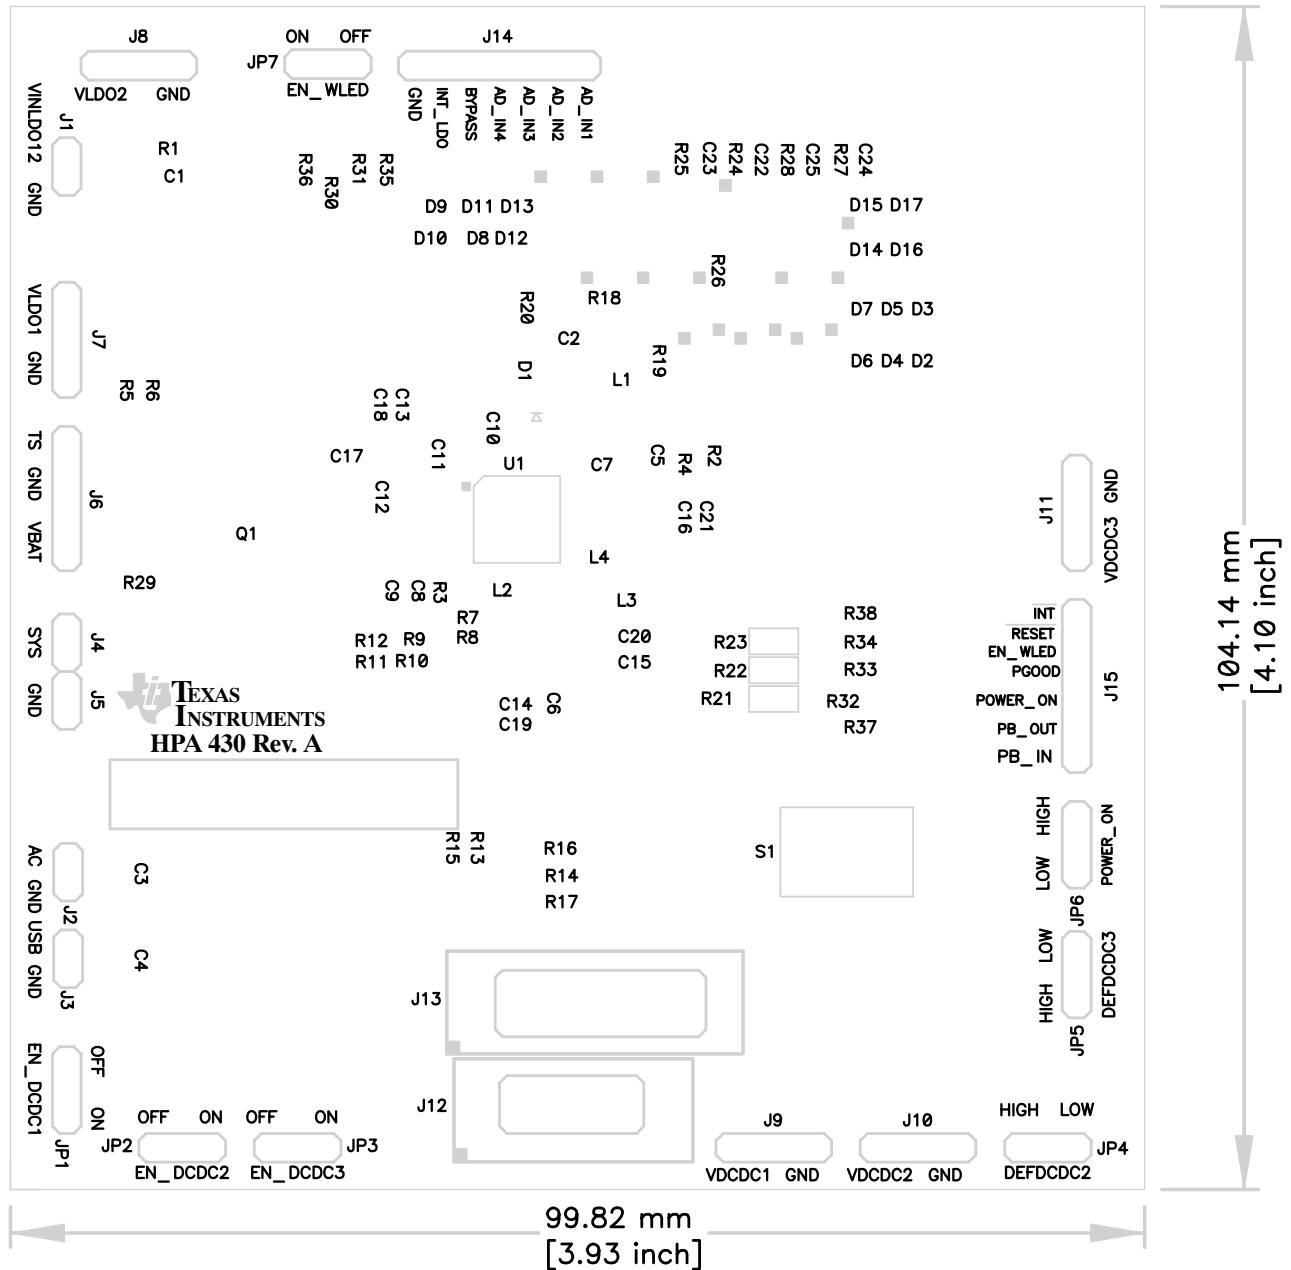 J8
ON OFF
J14
JP7
VLDO2 GND
EN_WLED
GND
INT_LDO
BYPASS
AD_IN4
AD_IN3
AD_IN2
AD_IN1
VINLDO12
J1
GND
R1
C1
R36
R30
R31
R35
R25
C23
R24
C22
R28
C25
R27
C24
D9 D11 D13
D10 D8 D12
D15 D17
D14 D16
R26
VLDO1
GND
J7
R5
R6
R20
R18
C2
D1
R19
L1
D7 D5 D3
D6 D4 D2
C18
C13
C10
C17
C11
C12
U1
C7
C5
R4
R2
C16
C21
TS
GND
VBAT
J6
Q1
R29
L4
J11
VDCDC3 GND
C9
C8
R3
L2
L3
R7
R8
R12 R9
R11 R10
C20
C15
R23
R22
R21
R38
R34
R33
R32
R37
INT
RESET
EN_WLED
PGOOD
POWER_ON
PB_OUT
PB_IN
J15
SYS
J4
GND
J5
TEXAS
INSTRUMENTS
HPA 430 Rev. A
C14
C19
C6
104.14 mm
[4.10 inch]
AC
GND
J2
C3
R15
R13
R16
R14
R17
S1
LOW HIGH
POWER_ON
JP6
USB
GND
J3
C4
J13
HIGH LOW
DEFDCDC3
JP5
EN_DCDC1
OFF
ON
JP1
OFF ON
JP2
EN_DCDC2
OFF ON
JP3
EN_DCDC3
J12
J9
VDCDC1 GND
J10
VDCDC2 GND
HIGH LOW
JP4
DEFDCDC2
99.82 mm
[3.93 inch]